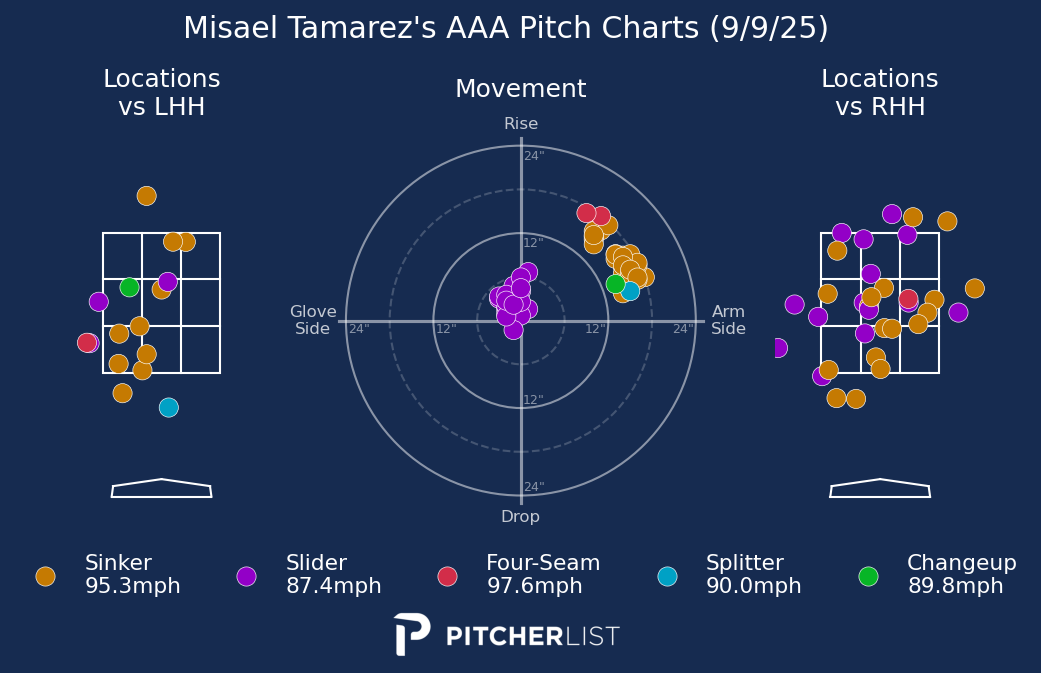 Misael Tamarez's AAA Pitch Charts (9/9/25)
Locations
vs LHH
Movement
Locations
vs RHH
Rise
24"
12"
Glove
Side
24"
12"
12"
24"
Arm
Side
12"
24"
Drop
Sinker
95.3mph
Slider
87.4mph
Four-Seam
97.6mph
Splitter
90.0mph
Changeup
89.8mph
PITCHERLIST